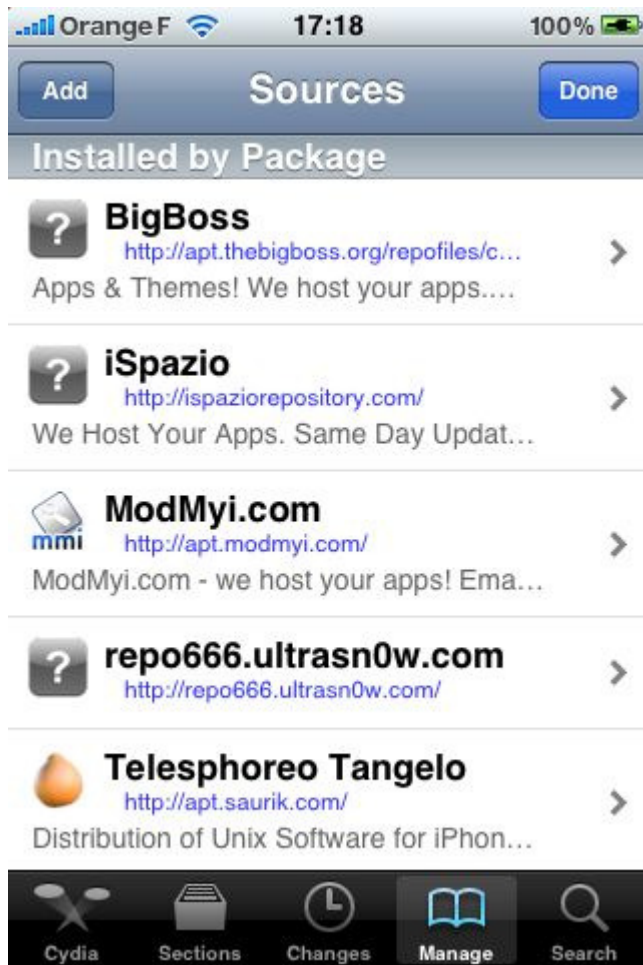 Orange F 17:18 100%
Add Sources Done
Installed by Package
BigBoss
http://apt.thebigboss.org/repofiles/c...
Apps & Themes! We host your apps....
iSpazio
http://ispaziorepository.com/
We Host Your Apps. Same Day Updat...
ModMyi.com
mmi http://apt.modmyi.com/
ModMyi.com - we host your apps! Ema...
repo666.ultrasn0w.com
http://repo666.ultrasn0w.com/
Telesphoreo Tangelo
http://apt.saurik.com/
Distribution of Unix Software for iPhon...
Cydia Sections Changes Manage Search